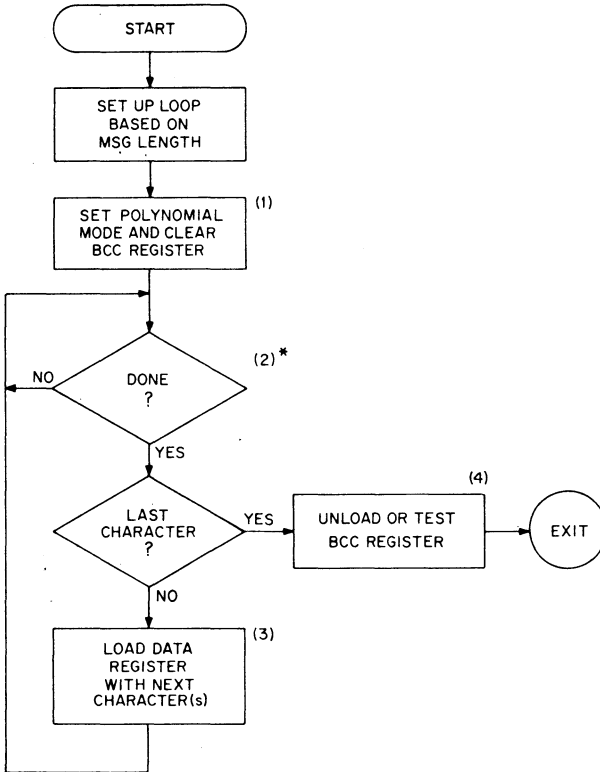 START
SET UP LOOP
BASED ON
MSG LENGTH
(1)
SET POLYNOMIAL
MODE AND CLEAR
BCC REGISTER
(2)*
NO
DONE
?
YES
(4)
LAST
CHARACTER
?
YES
UNLOAD OR TEST
BCC REGISTER
EXIT
NO
(3)
LOAD DATA
REGISTER
WITH NEXT
CHARACTER(s)